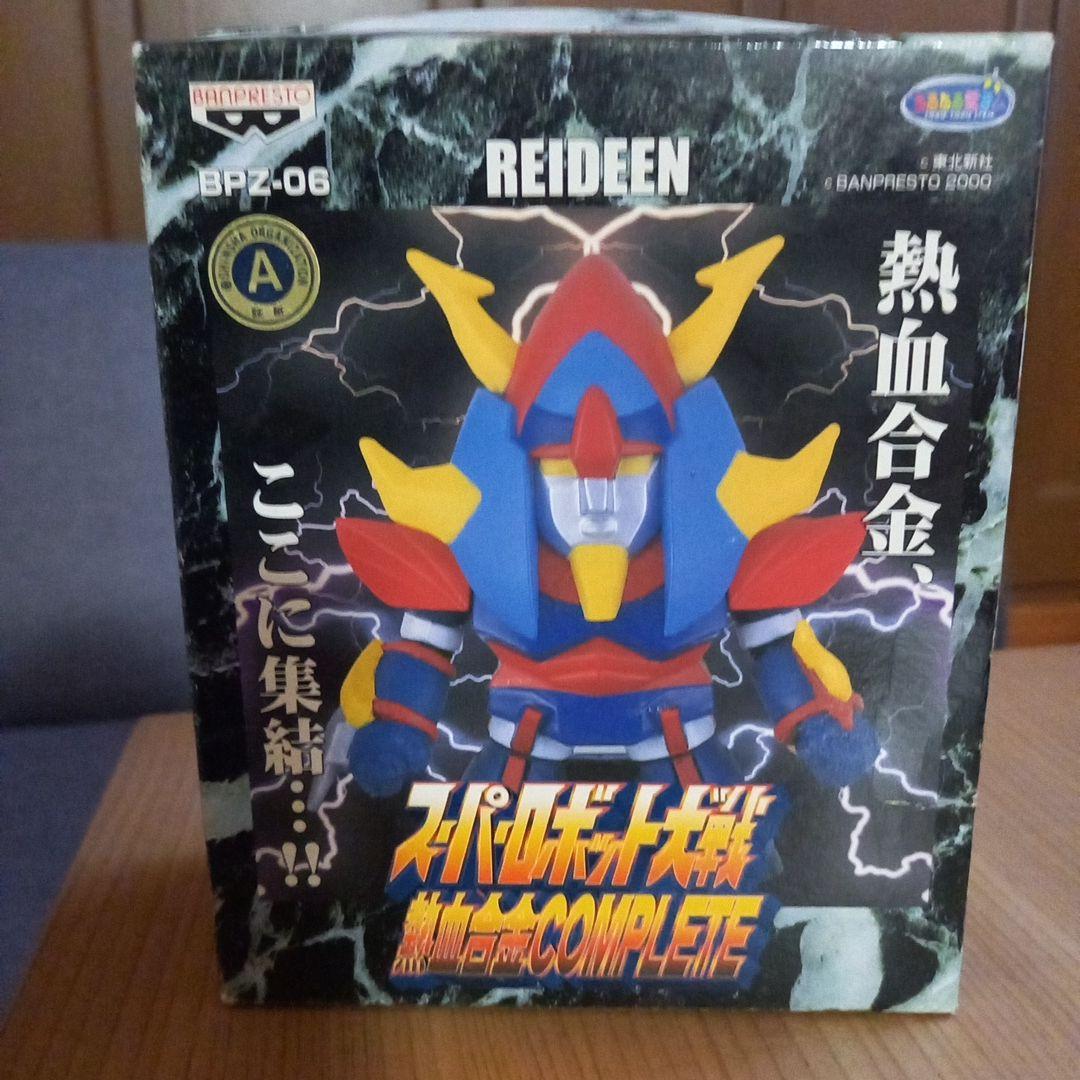 BANPRESTO
BPZ-06
REIDEEN
© 東北新社
© BANPRESTO 2000
A
熱血合金、
ここに集結…!!
スーパーロボット大戦
熱血合金COMPLETE